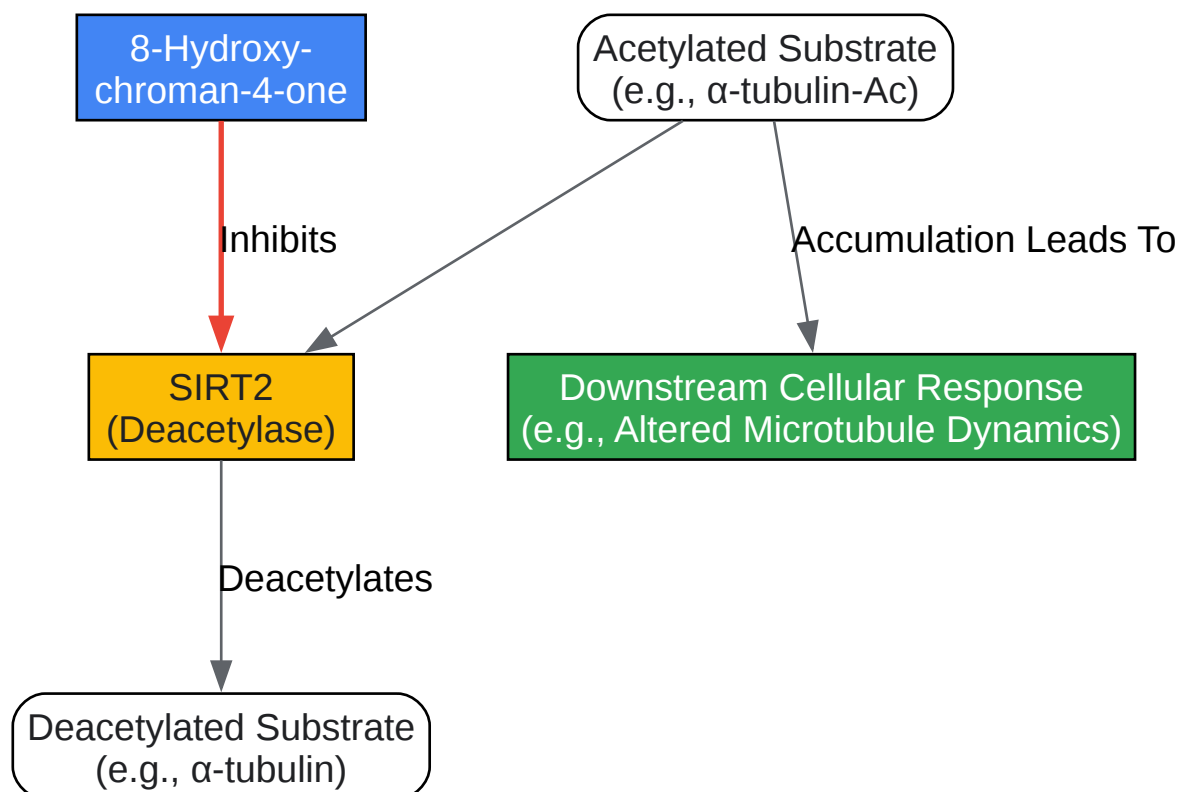 8-Hydroxy-
chroman-4-one
Acetylated Substrate
(e.g., α-tubulin-Ac)
Inhibits
Accumulation Leads To
SIRT2
(Deacetylase)
Downstream Cellular Response
(e.g., Altered Microtubule Dynamics)
Deacetylates
Deacetylated Substrate
(e.g., α-tubulin)